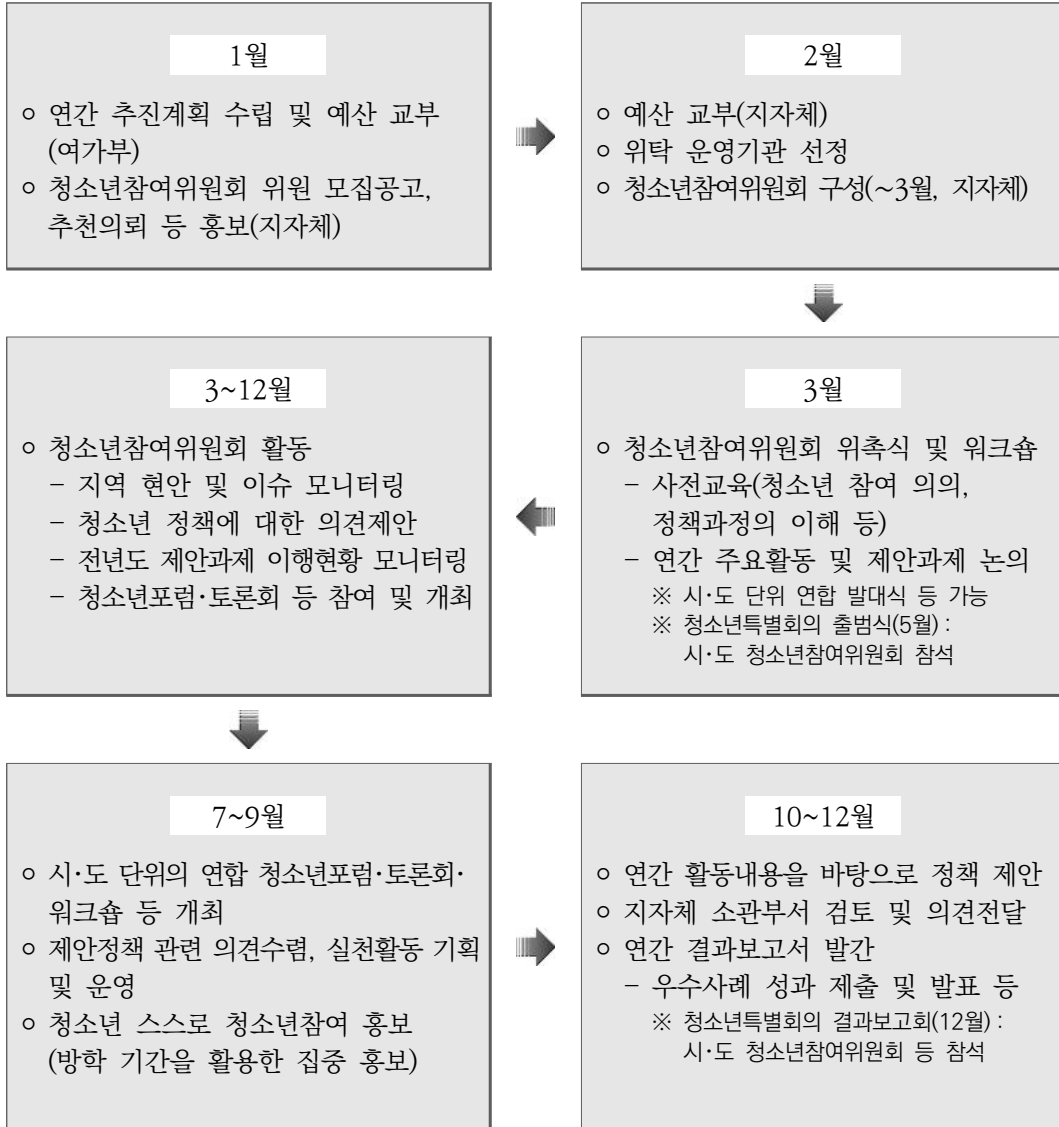 1월
○ 연간 추진계획 수립 및 예산 교부
(여가부)
○ 청소년참여위원회 위원 모집공고,
추천의뢰 등 홍보(지자체)
2월
○ 예산 교부(지자체)
○ 위탁 운영기관 선정
○ 청소년참여위원회 구성(~3월, 지자체)
3월
○ 청소년참여위원회 위촉식 및 워크숍
- 사전교육(청소년 참여 의의,
정책과정의 이해 등)
- 연간 주요활동 및 제안과제 논의
※ 시·도 단위 연합 발대식 등 가능
※ 청소년특별회의 출범식(5월) :
시·도 청소년참여위원회 참석
3~12월
○ 청소년참여위원회 활동
- 지역 현안 및 이슈 모니터링
- 청소년 정책에 대한 의견제안
- 전년도 제안과제 이행현황 모니터링
- 청소년포럼·토론회 등 참여 및 개최
7~9월
○ 시·도 단위의 연합 청소년포럼·토론회·
워크숍 등 개최
○ 제안정책 관련 의견수렴, 실천활동 기획
및 운영
○ 청소년 스스로 청소년참여 홍보
(방학 기간을 활용한 집중 홍보)
10~12월
○ 연간 활동내용을 바탕으로 정책 제안
○ 지자체 소관부서 검토 및 의견전달
○ 연간 결과보고서 발간
- 우수사례 성과 제출 및 발표 등
※ 청소년특별회의 결과보고회(12월) :
시·도 청소년참여위원회 등 참석